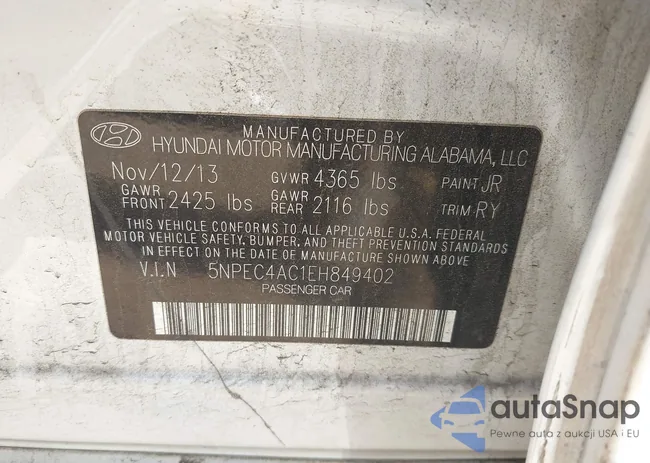 MANUFACTURED BY
HYUNDAI MOTOR MANUFACTURING ALABAMA, LLC
Nov/12/13 GVWR 4365 lbs PAINT JR
GAWR FRONT 2425 lbs GAWR REAR 2116 lbs TRIM RY
THIS VEHICLE CONFORMS TO ALL APPLICABLE U.S.A. FEDERAL
MOTOR VEHICLE SAFETY, BUMPER, AND THEFT PREVENTION STANDARDS
IN EFFECT ON THE DATE OF MANUFACTURE SHOWN ABOVE.
V.I.N 5NPEC4AC1EH849402
PASSENGER CAR
autoSnap
Pewne auta z aukcji USA i EU